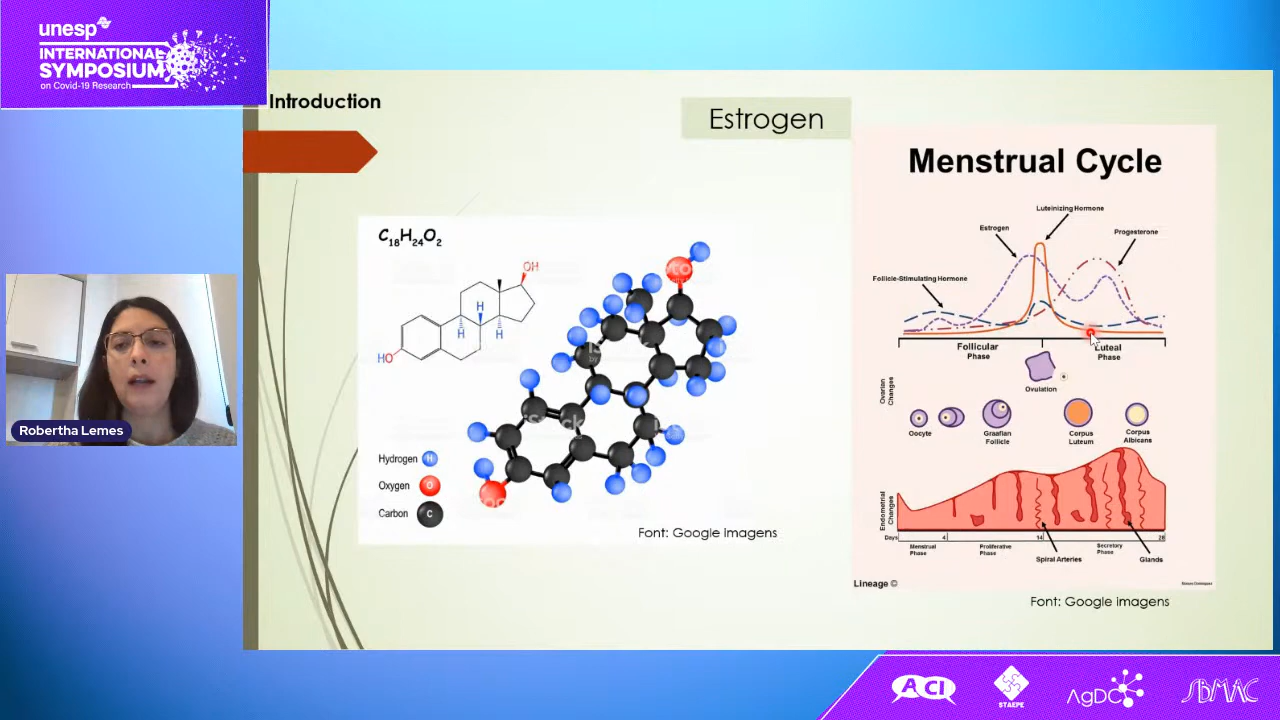 unesp
INTERNATIONAL
SYMPOSIUM
on Covid-19 Research
Introduction
Estrogen
C18H24O2
OH
H
H
H
HO
Hydrogen H
Oxygen O
Carbon C
Font: Google imagens
Menstrual Cycle
Luteinizing Hormone
Estrogen
Progesterone
Follicle-Stimulating Hormone
Follicular
Phase
Luteal
Phase
Ovulation
Ovarian
Changes
Oocyte
Graafian
Follicle
Corpus
Luteum
Corpus
Albicans
Endometrial
Changes
Days 4 14 28
Menstrual
Phase
Proliferative
Phase
Secretory
Phase
Spiral Arteries
Glands
Lineage ©
Font: Google imagens
Robertha Lemes
ACI
STAEPE
AgDC
SBMAC